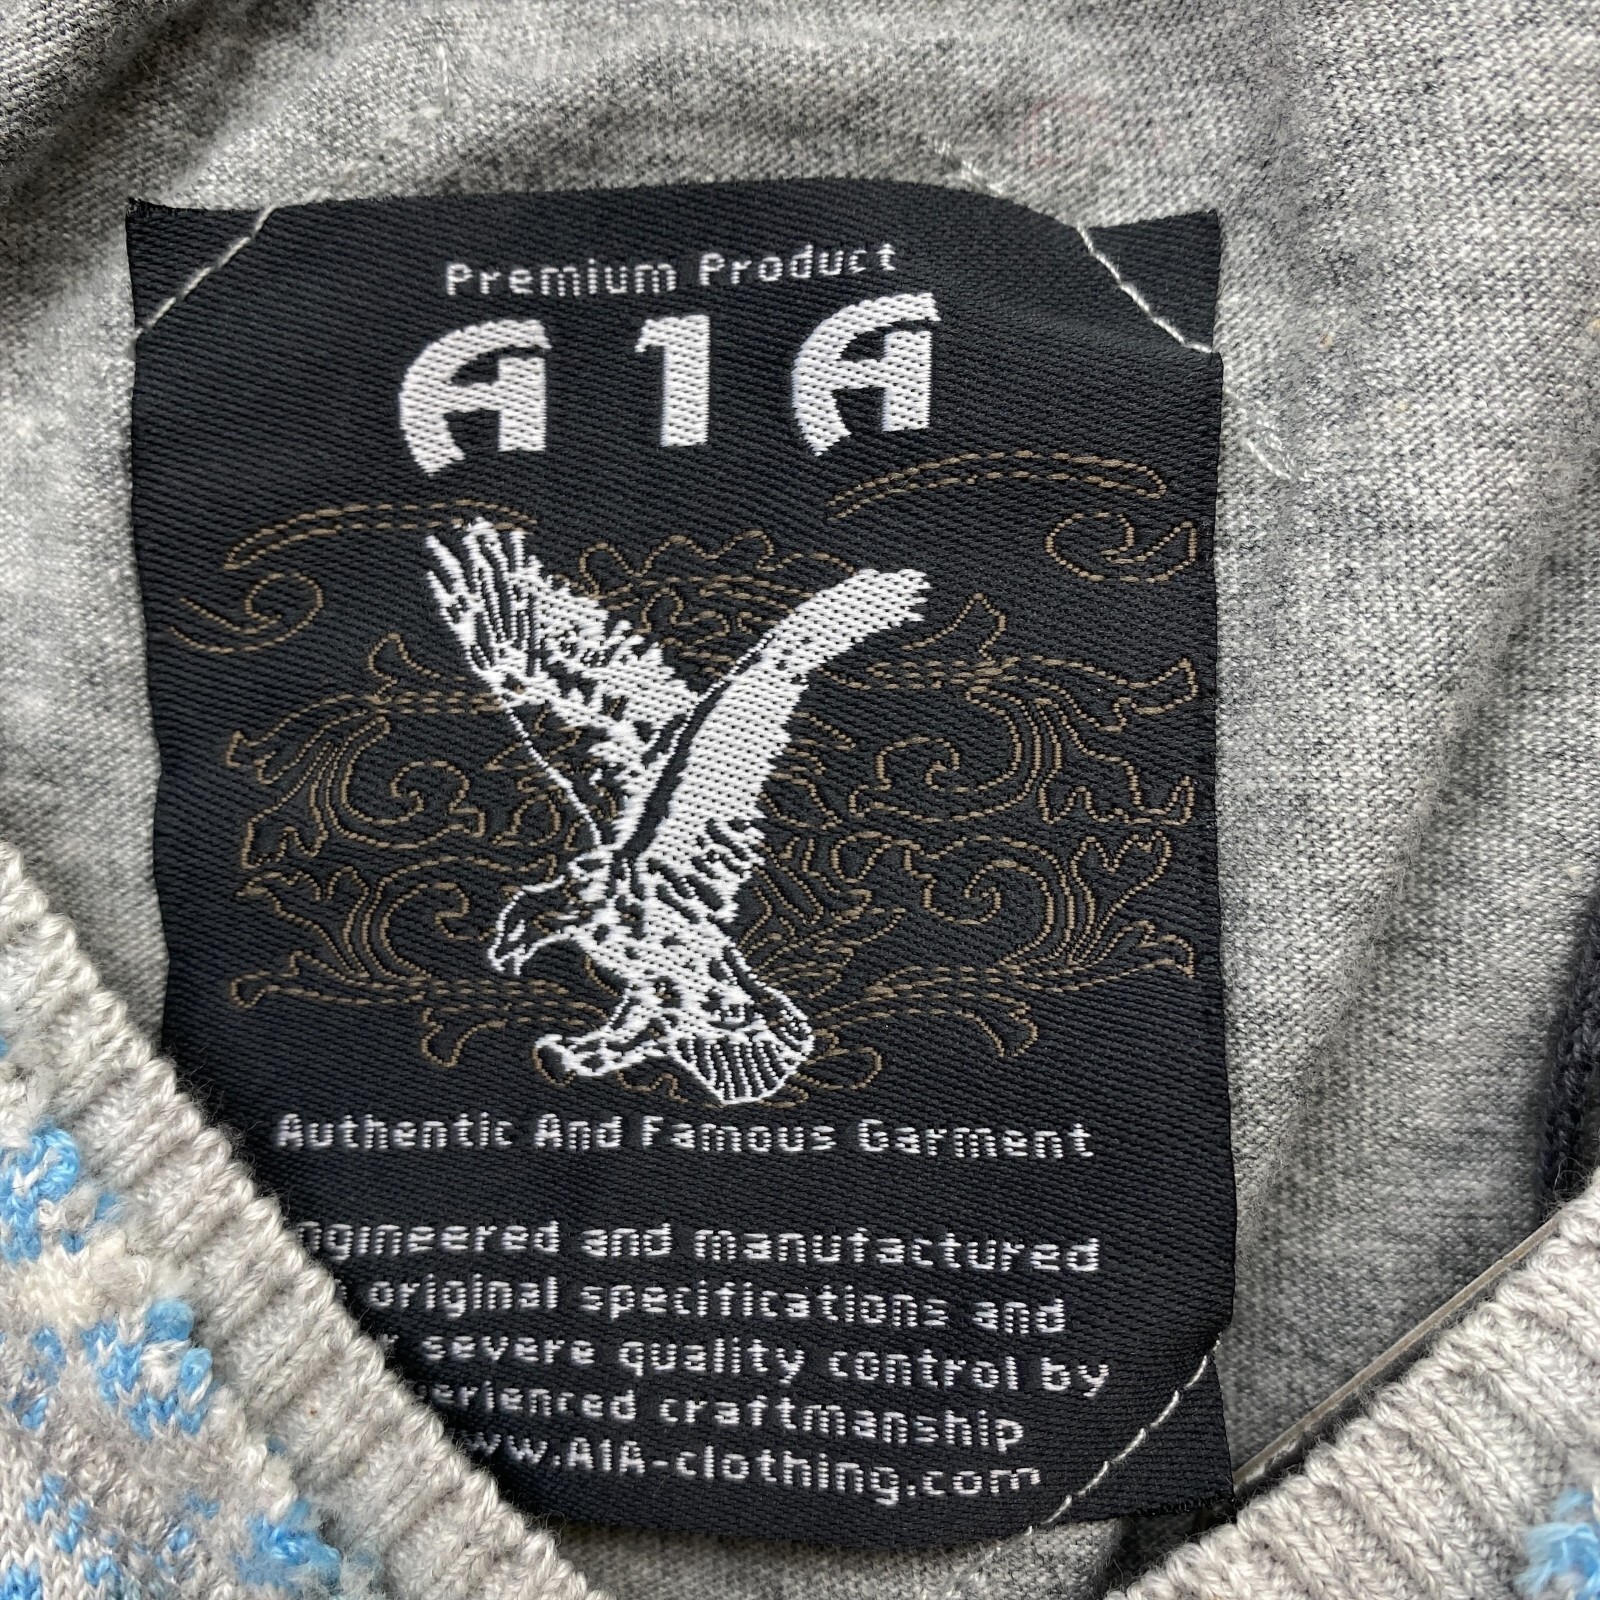 Premium Product
A1A
Authentic And Famous Garment
ngineered and manufactured
original specifications and
severe quality control by
perienced craftmanship
ww.A1A-clothing.com